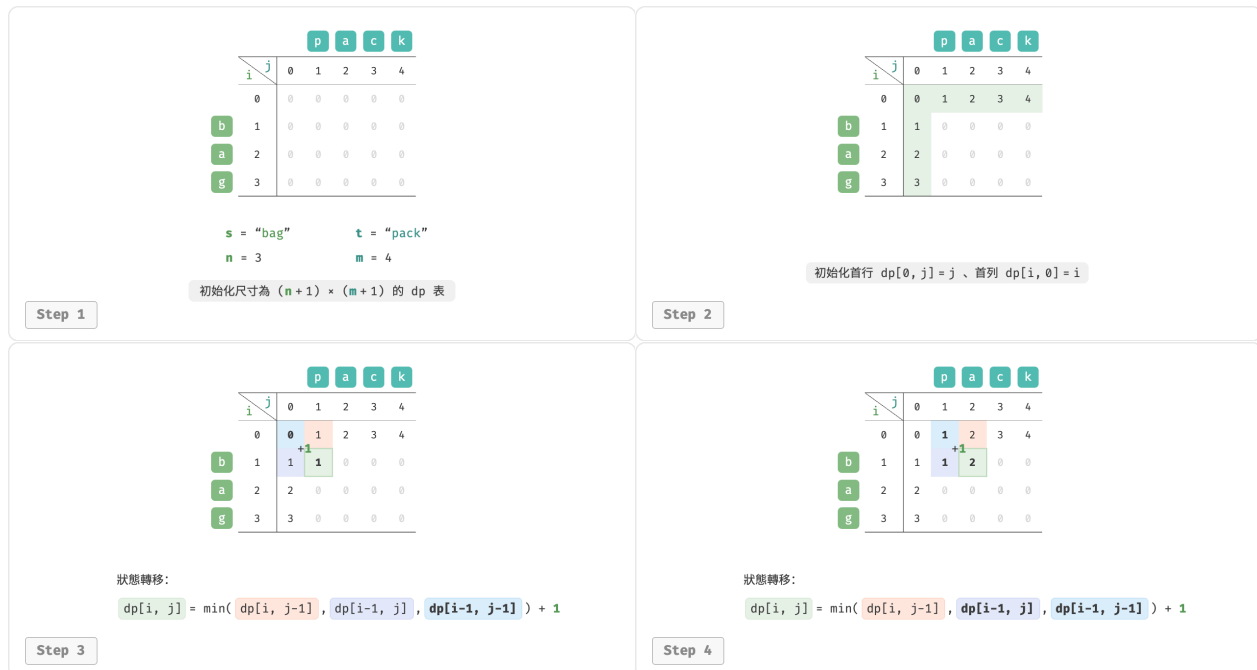 p a c k
j
i
0 1 2 3 4
0 0 0 0 0 0
b 1 0 0 0 0 0
a 2 0 0 0 0 0
g 3 0 0 0 0 0
s = “bag” t = “pack”
n = 3 m = 4
初始化尺寸為 (n+1) × (m+1) 的 dp 表
Step 1
p a c k
j
i
0 1 2 3 4
0 0 1 2 3 4
b 1 1 0 0 0 0
a 2 2 0 0 0 0
g 3 3 0 0 0 0
初始化首行 dp[0, j]=j 、首列 dp[i, 0]=i
Step 2
p a c k
j
i
0 1 2 3 4
0 0 1 2 3 4
+1
b 1 1 1 0 0 0
a 2 2 0 0 0 0
g 3 3 0 0 0 0
狀態轉移:
dp[i, j] = min( dp[i, j-1] , dp[i-1, j] , dp[i-1, j-1] ) + 1
Step 3
p a c k
j
i
0 1 2 3 4
0 0 1 2 3 4
+1
b 1 1 1 2 0 0
a 2 2 0 0 0 0
g 3 3 0 0 0 0
狀態轉移:
dp[i, j] = min( dp[i, j-1] , dp[i-1, j] , dp[i-1, j-1] ) + 1
Step 4